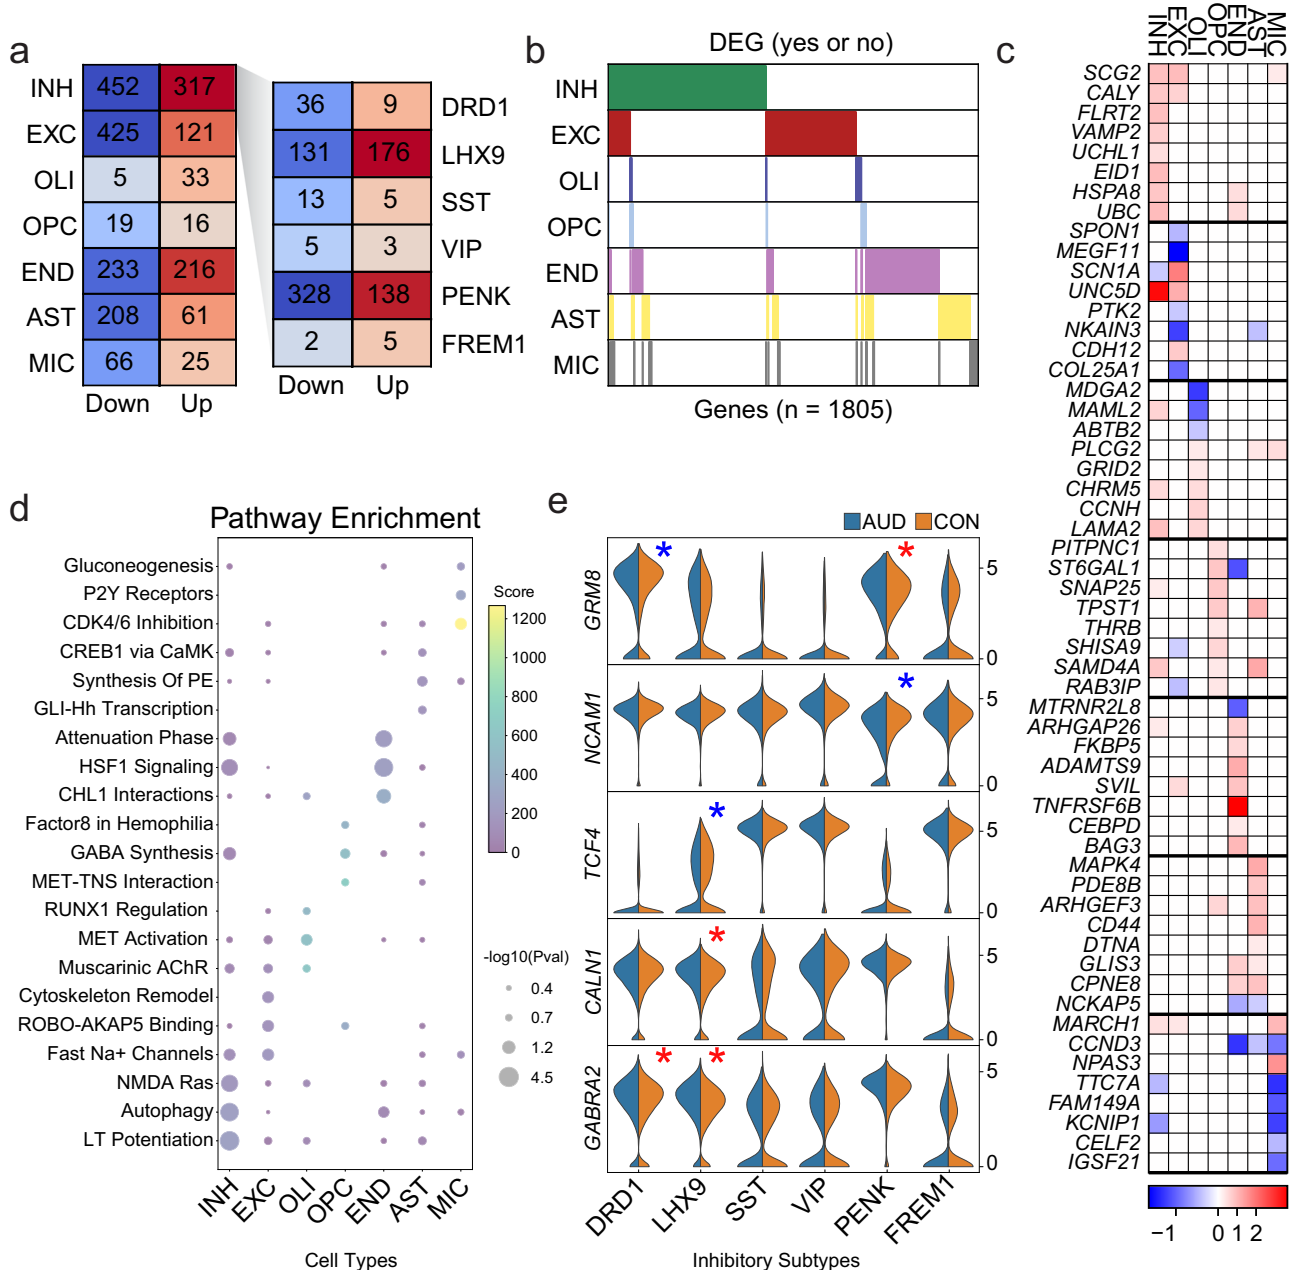 a
INH 452 317
EXC 425 121
OLI 5 33
OPC 19 16
END 233 216
AST 208 61
MIC 66 25
Down Up
36 9 DRD1
131 176 LHX9
13 5 SST
5 3 VIP
328 138 PENK
2 5 FREM1
Down Up
b
DEG (yes or no)
INH
EXC
OLI
OPC
END
AST
MIC
Genes (n = 1805)
c
INH EXC OLI OPC END AST MIC
SCG2
CALY
FLRT2
VAMP2
UCHL1
EID1
HSPA8
UBC
SPON1
MEGF11
SCN1A
UNC5D
PTK2
NKAIN3
CDH12
COL25A1
MDGA2
MAML2
ABTB2
PLCG2
GRID2
CHRM5
CCNH
LAMA2
PITPNC1
ST6GAL1
SNAP25
TPST1
THRB
SHISA9
SAMD4A
RAB3IP
MTRNR2L8
ARHGAP26
FKBP5
ADAMTS9
SVIL
TNFRSF6B
CEBPD
BAG3
MAPK4
PDE8B
ARHGEF3
CD44
DTNA
GLIS3
CPNE8
NCKAP5
MARCH1
CCND3
NPAS3
TTC7A
FAM149A
KCNIP1
CELF2
IGSF21
−1 0 1 2
d
Pathway Enrichment
Gluconeogenesis
P2Y Receptors
CDK4/6 Inhibition
CREB1 via CaMK
Synthesis Of PE
GLI-Hh Transcription
Attenuation Phase
HSF1 Signaling
CHL1 Interactions
Factor8 in Hemophilia
GABA Synthesis
MET-TNS Interaction
RUNX1 Regulation
MET Activation
Muscarinic AChR
Cytoskeleton Remodel
ROBO-AKAP5 Binding
Fast Na+ Channels
NMDA Ras
Autophagy
LT Potentiation
INH EXC OLI OPC END AST MIC
Cell Types
Score
1200
1000
800
600
400
200
0
-log10(Pval)
0.4
0.7
1.2
4.5
e
AUD CON
GRM8 * * 5 0
NCAM1 * 5 0
TCF4 * 5 0
CALN1 * 5 0
GABRA2 * * 5 0
DRD1 LHX9 SST VIP PENK FREM1
Inhibitory Subtypes